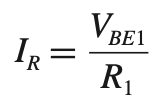 I_R = V_BE1 / R_1